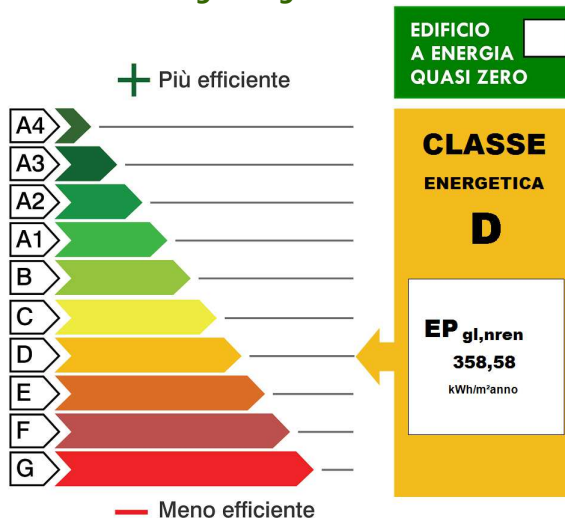 EDIFICIO
A ENERGIA
QUASI ZERO
Più efficiente
A4
A3
A2
A1
B
C
D
E
F
G
Meno efficiente
CLASSE
ENERGETICA
D
EP gl,nren
358,58
kWh/m²anno